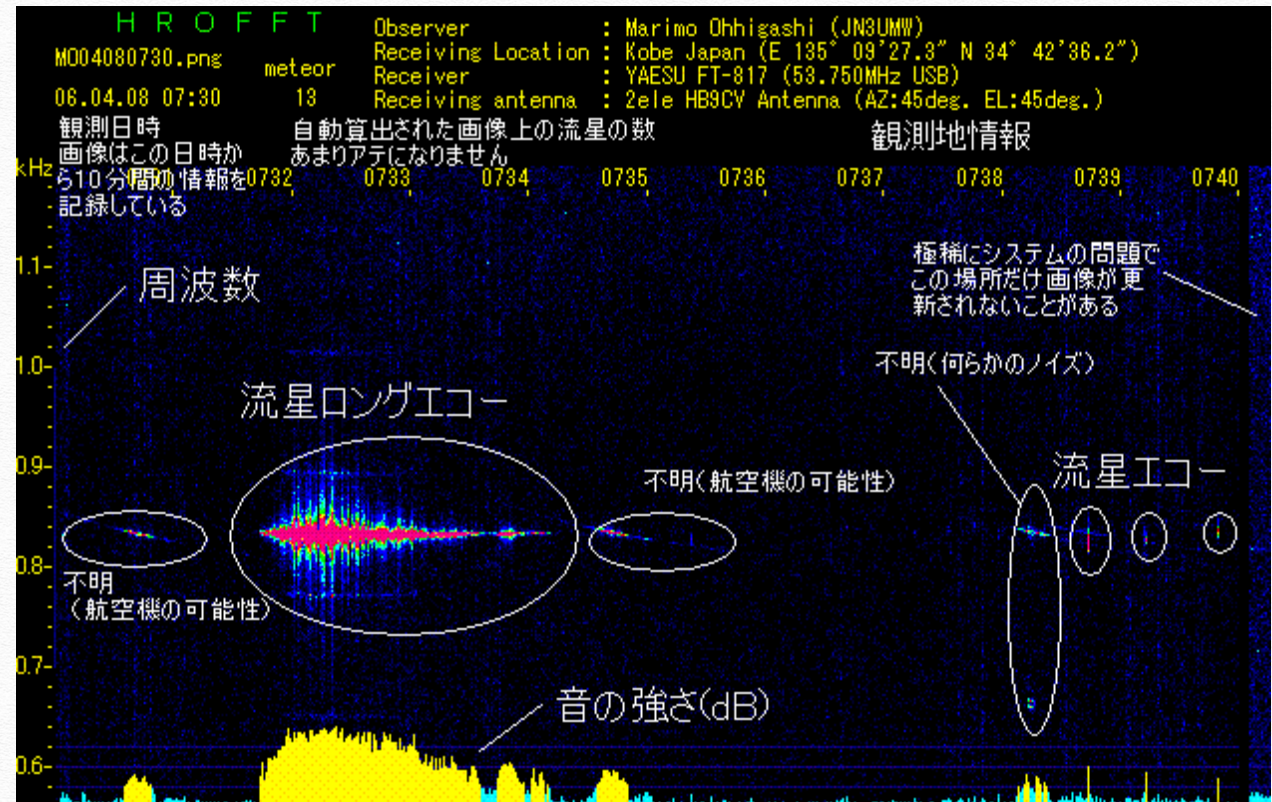 H R O F F T
MO04080730.png
meteor
06.04.08 07:30
13
Observer : Marimo Ohhigashi (JN3UMW)
Receiving Location : Kobe Japan (E 135° 09'27.3" N 34° 42'36.2")
Receiver : YAESU FT-817 (53.750MHz USB)
Receiving antenna : 2ele HB9CV Antenna (AZ:45deg. EL:45deg.)
観測日時
画像はこの日時か
ら10分間の情報を
記録している
自動算出された画像上の流星の数
あまりアテになりません
観測地情報
kHz
0732 0733 0734 0735 0736 0737 0738 0739 0740
1.1
1.0
0.9
0.8
0.7
0.6
周波数
極稀にシステムの問題で
この場所だけ画像が更
新されないことがある
不明(何らかのノイズ)
流星ロングエコー
不明(航空機の可能性)
流星エコー
不明
(航空機の可能性)
音の強さ(dB)